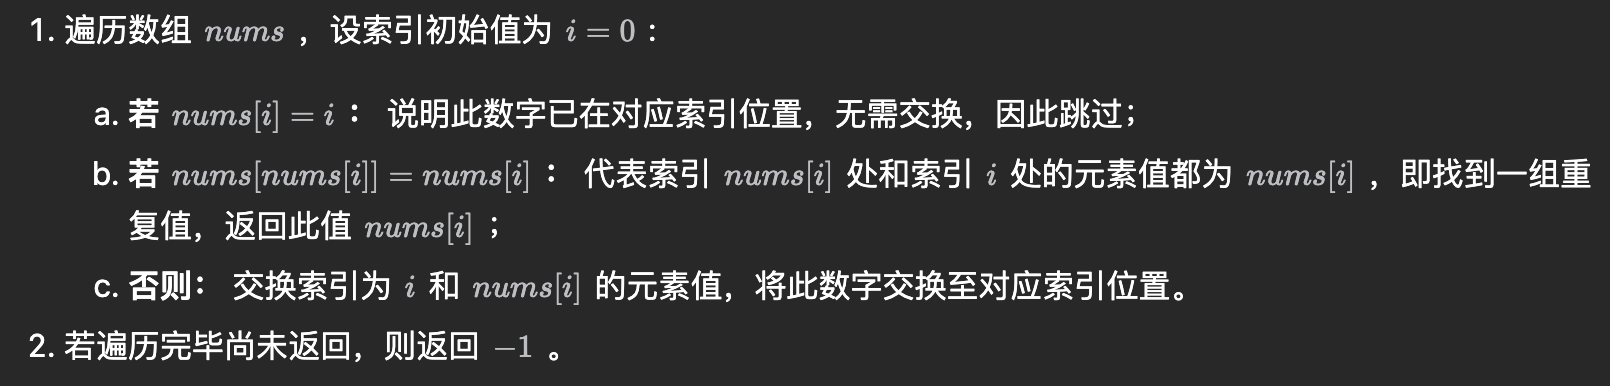 1. 遍历数组 nums ，设索引初始值为 i = 0 :
a. 若 nums[i] = i ： 说明此数字已在对应索引位置，无需交换，因此跳过；
b. 若 nums[nums[i]] = nums[i] ： 代表索引 nums[i] 处和索引 i 处的元素值都为 nums[i] ，即找到一组重
复值，返回此值 nums[i] ；
c. 否则： 交换索引为 i 和 nums[i] 的元素值，将此数字交换至对应索引位置。
2. 若遍历完毕尚未返回，则返回 −1 。